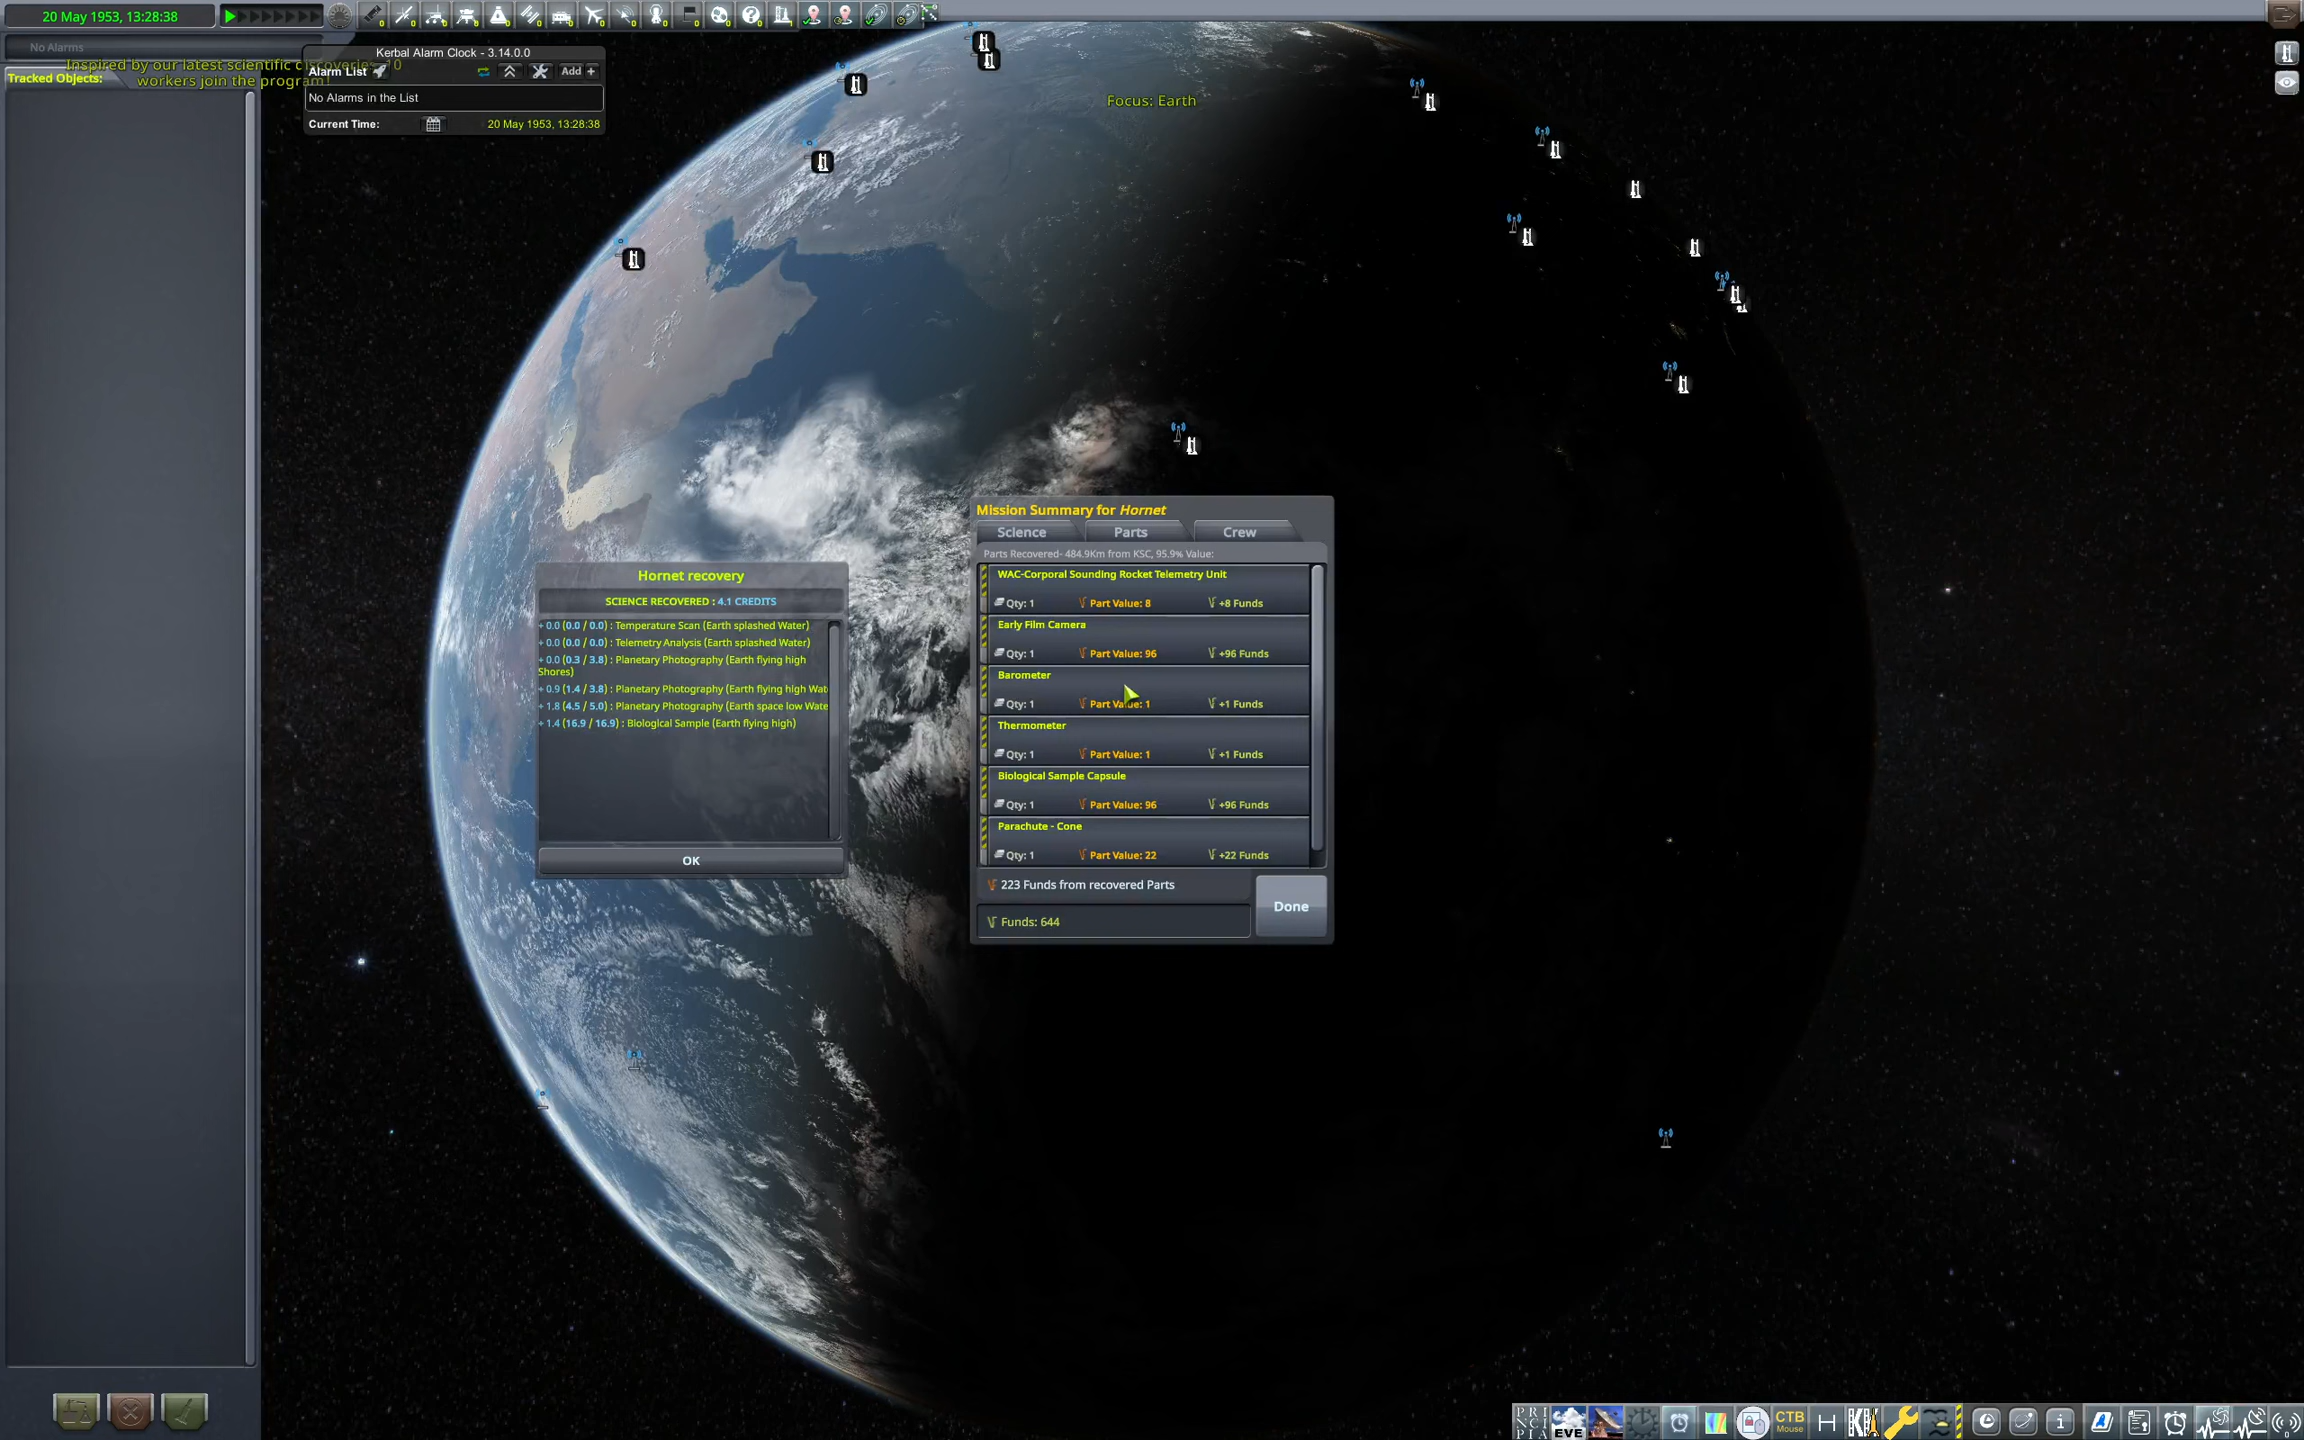 20 May 1953, 13:28:38
No Alarms
Inspired by our latest scientific discoveries, 10
workers join the program!
Tracked Objects:
Kerbal Alarm Clock - 3.14.0.0
Alarm List
Add +
No Alarms in the List
Current Time:
20 May 1953, 13:28:38
Focus: Earth
Hornet recovery
SCIENCE RECOVERED : 4.1 CREDITS
+ 0.0 (0.0 / 0.0) : Temperature Scan (Earth splashed Water)
+ 0.0 (0.0 / 0.0) : Telemetry Analysis (Earth splashed Water)
+ 0.0 (0.3 / 3.8) : Planetary Photography (Earth flying high
Shores)
+ 0.9 (1.4 / 3.8) : Planetary Photography (Earth flying high Wat
+ 1.8 (4.5 / 5.0) : Planetary Photography (Earth space low Wate
+ 1.4 (16.9 / 16.9) : Biological Sample (Earth flying high)
OK
Mission Summary for Hornet
Science
Parts
Crew
Parts Recovered- 484.9Km from KSC, 95.9% Value:
WAC-Corporal Sounding Rocket Telemetry Unit
Qty: 1 Part Value: 8 +8 Funds
Early Film Camera
Qty: 1 Part Value: 96 +96 Funds
Barometer
Qty: 1 Part Value: 1 +1 Funds
Thermometer
Qty: 1 Part Value: 1 +1 Funds
Biological Sample Capsule
Qty: 1 Part Value: 96 +96 Funds
Parachute - Cone
Qty: 1 Part Value: 22 +22 Funds
223 Funds from recovered Parts
Funds: 644
Done
PRI
NCI
PIA
EVE
CTB
Mouse